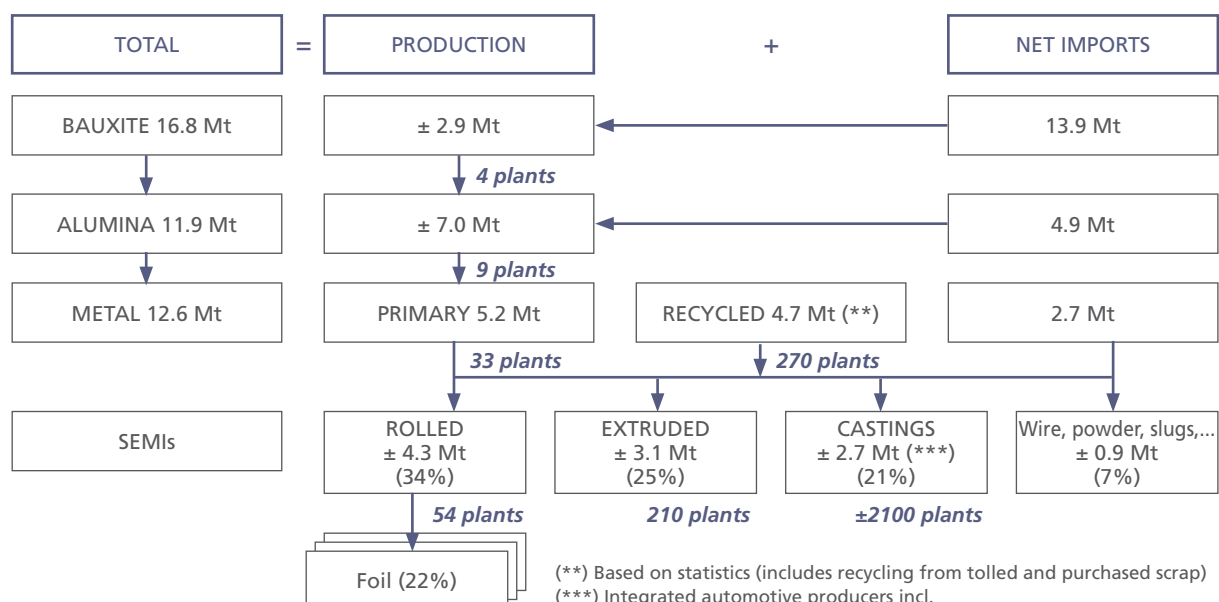 TOTAL = PRODUCTION + NET IMPORTS
BAUXITE 16.8 Mt
± 2.9 Mt
13.9 Mt
4 plants
ALUMINA 11.9 Mt
± 7.0 Mt
4.9 Mt
9 plants
METAL 12.6 Mt
PRIMARY 5.2 Mt
RECYCLED 4.7 Mt (**)
2.7 Mt
33 plants
270 plants
SEMIs
ROLLED
± 4.3 Mt
(34%)
EXTRUDED
± 3.1 Mt
(25%)
CASTINGS
± 2.7 Mt (***)
(21%)
Wire, powder, slugs,...
± 0.9 Mt
(7%)
54 plants
210 plants
±2100 plants
Foil (22%)
(**) Based on statistics (includes recycling from tolled and purchased scrap)
(***) Integrated automotive producers incl.